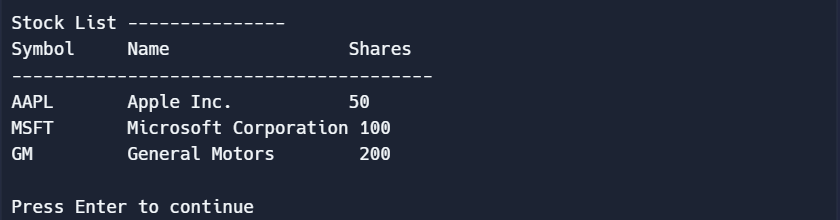 Stock List ---------------
Symbol     Name                 Shares
----------------------------------------
AAPL       Apple Inc.           50
MSFT       Microsoft Corporation 100
GM         General Motors        200
Press Enter to continue